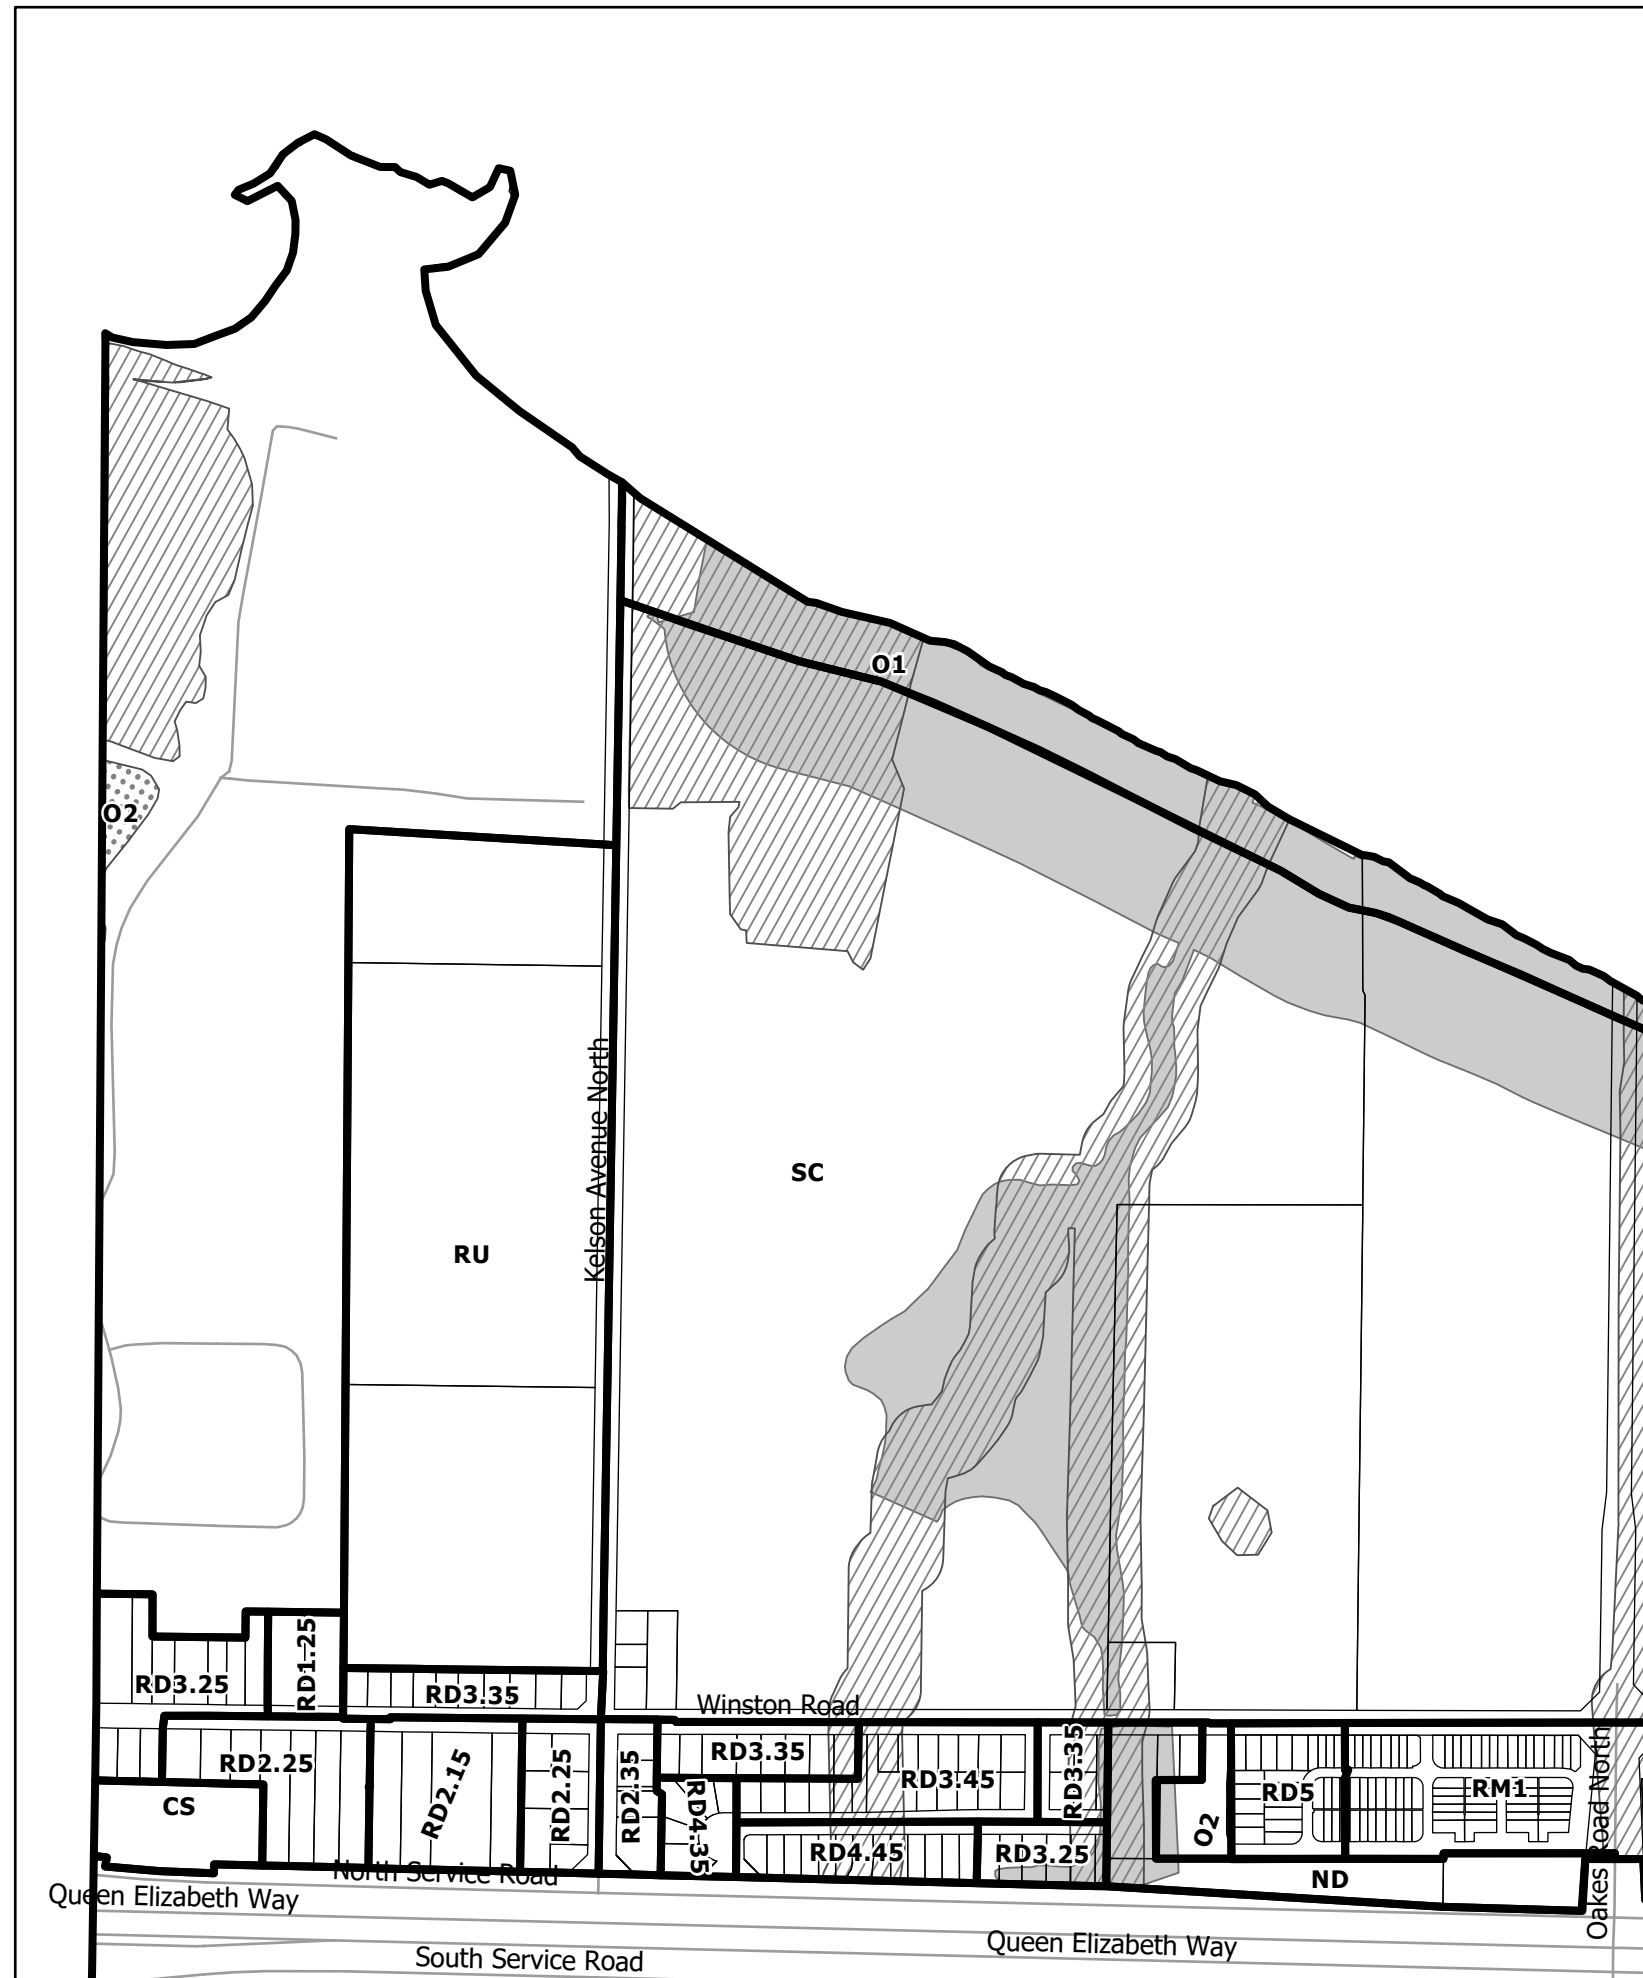 O1
O2
Kelson Avenue North
SC
RU
RD3.25
RD1.25
RD3.35
Winston Road
RD2.25
RD2.15
RD2.25
RD2.35
RD3.35
RD4.35
RD3.45
RD3.35
CS
O2
RD5
RM1
Oakes Road North
RD4.45
RD3.25
ND
North Service Road
Queen Elizabeth Way
Queen Elizabeth Way
South Service Road